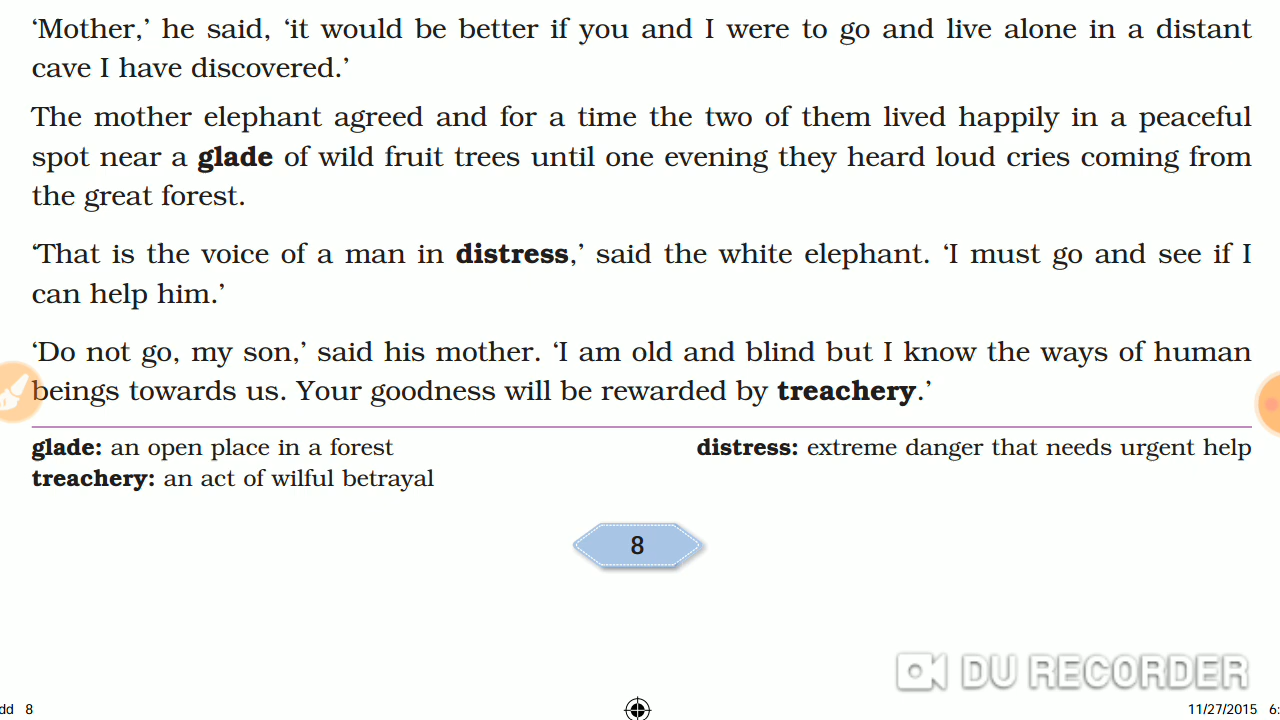 ‘Mother,’ he said, ‘it would be better if you and I were to go and live alone in a distant
cave I have discovered.’
The mother elephant agreed and for a time the two of them lived happily in a peaceful
spot near a glade of wild fruit trees until one evening they heard loud cries coming from
the great forest.
‘That is the voice of a man in distress,’ said the white elephant. ‘I must go and see if I
can help him.’
‘Do not go, my son,’ said his mother. ‘I am old and blind but I know the ways of human
beings towards us. Your goodness will be rewarded by treachery.’
glade: an open place in a forest
distress: extreme danger that needs urgent help
treachery: an act of wilful betrayal
8
DU RECORDER
dd 8
11/27/2015 6: